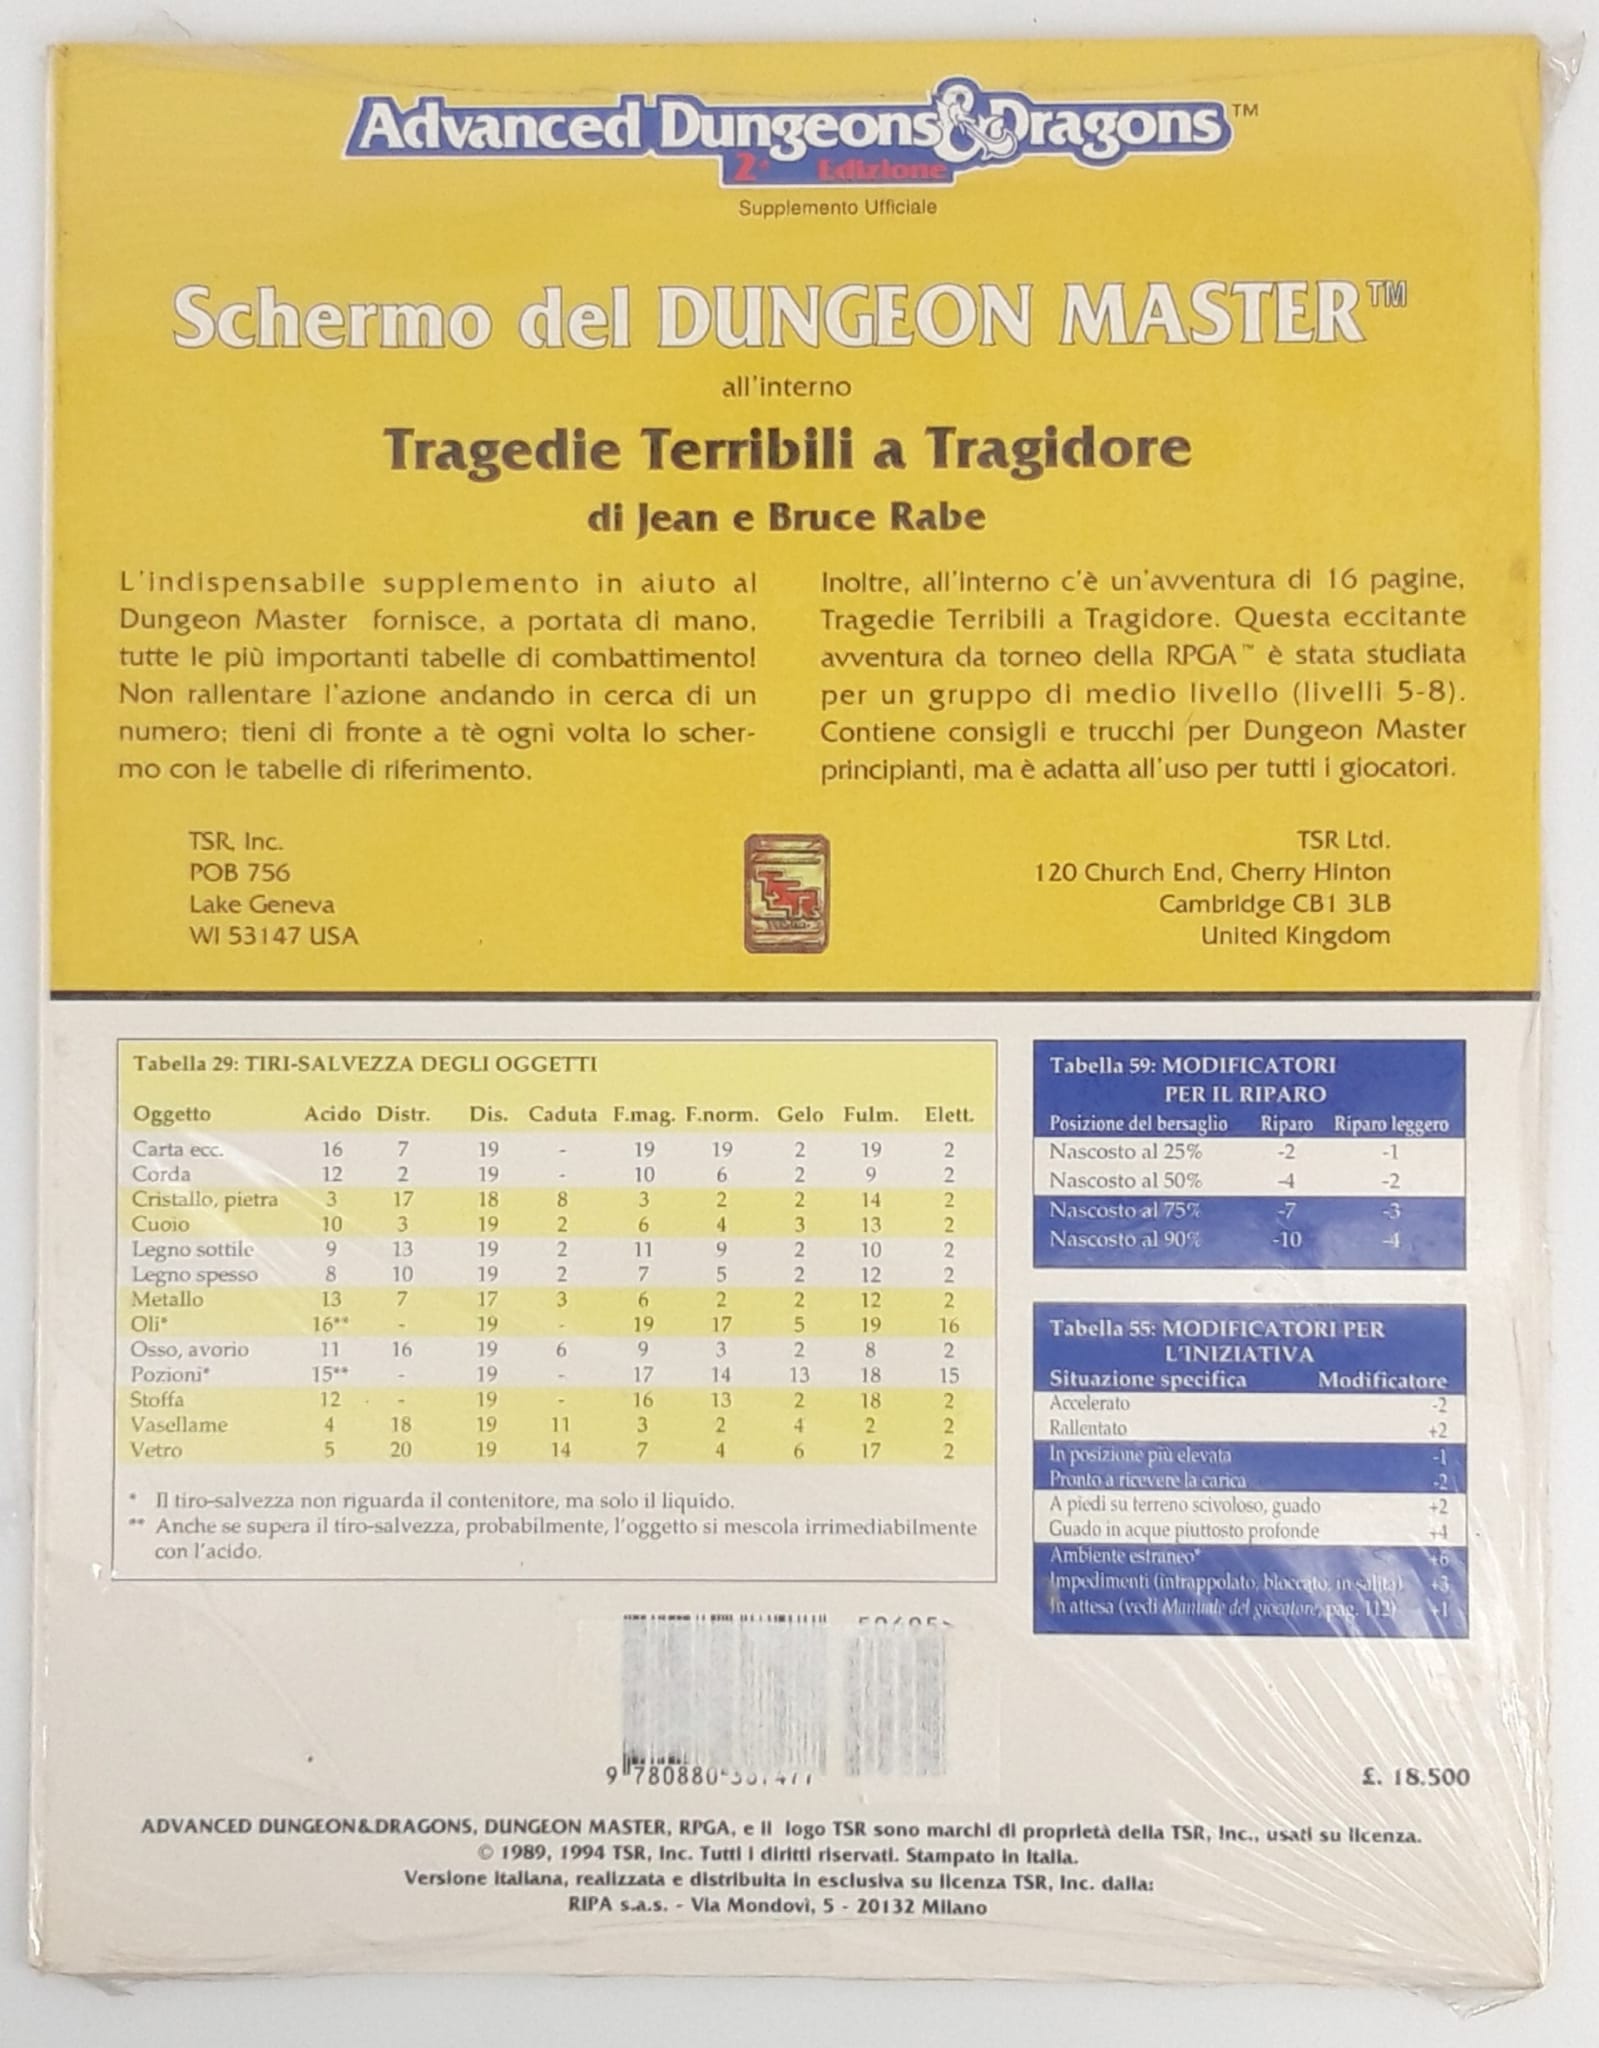 Advanced Dungeons & Dragons™
2ª Edizione
Supplemento Ufficiale
Schermo del DUNGEON MASTER™
all'interno
Tragedie Terribili a Tragidore
di Jean e Bruce Rabe
L'indispensabile supplemento in aiuto al
Dungeon Master fornisce, a portata di mano,
tutte le più importanti tabelle di combattimento!
Non rallentare l'azione andando in cerca di un
numero; tieni di fronte a tè ogni volta lo scher-
mo con le tabelle di riferimento.
Inoltre, all'interno c'è un'avventura di 16 pagine,
Tragedie Terribili a Tragidore. Questa eccitante
avventura da torneo della RPGA™ è stata studiata
per un gruppo di medio livello (livelli 5-8).
Contiene consigli e trucchi per Dungeon Master
principianti, ma è adatta all'uso per tutti i giocatori.
TSR, Inc.
POB 756
Lake Geneva
WI 53147 USA
TSR
TSR Ltd.
120 Church End, Cherry Hinton
Cambridge CB1 3LB
United Kingdom
Tabella 29: TIRI-SALVEZZA DEGLI OGGETTI
Oggetto Acido Distr. Dis. Caduta F.mag. F.norm. Gelo Fulm. Elett.
Carta ecc. 16 7 19 - 19 19 2 19 2
Corda 12 2 19 - 10 6 2 9 2
Cristallo, pietra 3 17 18 8 3 2 2 14 2
Cuoio 10 3 19 2 6 4 3 13 2
Legno sottile 9 13 19 2 11 9 2 10 2
Legno spesso 8 10 19 2 7 5 2 12 2
Metallo 13 7 17 3 6 2 2 12 2
Oli* 16** - 19 - 19 17 5 19 16
Osso, avorio 11 16 19 6 9 3 2 8 2
Pozioni* 15** - 19 - 17 14 13 18 15
Stoffa 12 - 19 - 16 13 2 18 2
Vasellame 4 18 19 11 3 2 4 2 2
Vetro 5 20 19 14 7 4 6 17 2
* Il tiro-salvezza non riguarda il contenitore, ma solo il liquido.
** Anche se supera il tiro-salvezza, probabilmente, l'oggetto si mescola irrimediabilmente
con l'acido.
Tabella 59: MODIFICATORI
PER IL RIPARO
Posizione del bersaglio Riparo Riparo leggero
Nascosto al 25% -2 -1
Nascosto al 50% -4 -2
Nascosto al 75% -7 -3
Nascosto al 90% -10 -4
Tabella 55: MODIFICATORI PER
L'INIZIATIVA
Situazione specifica Modificatore
Accelerato -2
Rallentato +2
In posizione più elevata -1
Pronto a ricevere la carica -2
A piedi su terreno scivoloso, guado +2
Guado in acque piuttosto profonde +4
Ambiente estraneo* +6
Impedimenti (intrappolato, bloccato, in salita) +3
In attesa (vedi Manuale del giocatore, pag. 112) +1
9 780880
£. 18.500
ADVANCED DUNGEON&DRAGONS, DUNGEON MASTER, RPGA, e il logo TSR sono marchi di proprietà della TSR, Inc., usati su licenza.
© 1989, 1994 TSR, Inc. Tutti i diritti riservati. Stampato in Italia.
Versione Italiana, realizzata e distribuita in esclusiva su licenza TSR, Inc. dalla:
RIPA s.a.s. - Via Mondovì, 5 - 20132 Milano